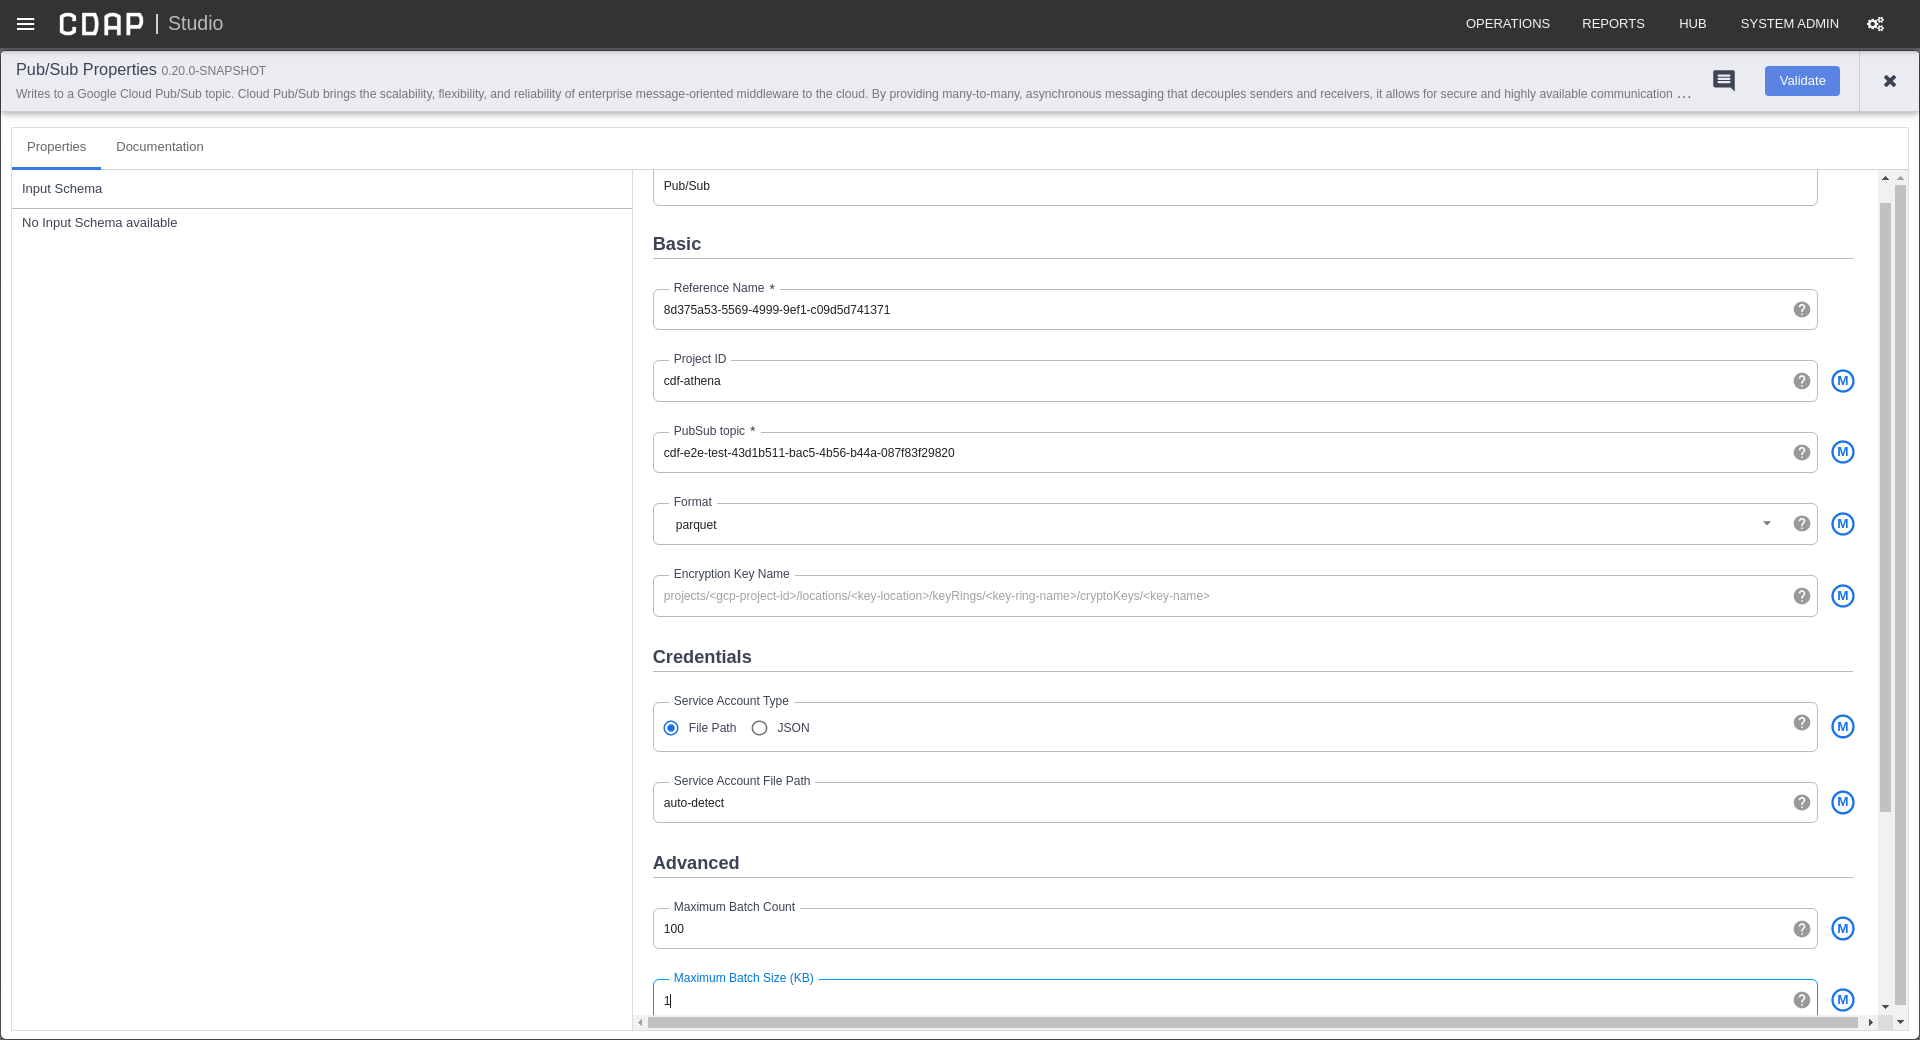 CDAP | Studio
OPERATIONS REPORTS HUB SYSTEM ADMIN
Pub/Sub Properties 0.20.0-SNAPSHOT
Writes to a Google Cloud Pub/Sub topic. Cloud Pub/Sub brings the scalability, flexibility, and reliability of enterprise message-oriented middleware to the cloud. By providing many-to-many, asynchronous messaging that decouples senders and receivers, it allows for secure and highly available communication ...
Validate
Properties Documentation
Input Schema
No Input Schema available
Pub/Sub
Basic
Reference Name *
8d375a53-5569-4999-9ef1-c09d5d741371
Project ID
cdf-athena
M
PubSub topic *
cdf-e2e-test-43d1b511-bac5-4b56-b44a-087f83f29820
M
Format
parquet
M
Encryption Key Name
projects/<gcp-project-id>/locations/<key-location>/keyRings/<key-ring-name>/cryptoKeys/<key-name>
M
Credentials
Service Account Type
File Path JSON
M
Service Account File Path
auto-detect
M
Advanced
Maximum Batch Count
100
M
Maximum Batch Size (KB)
1
M